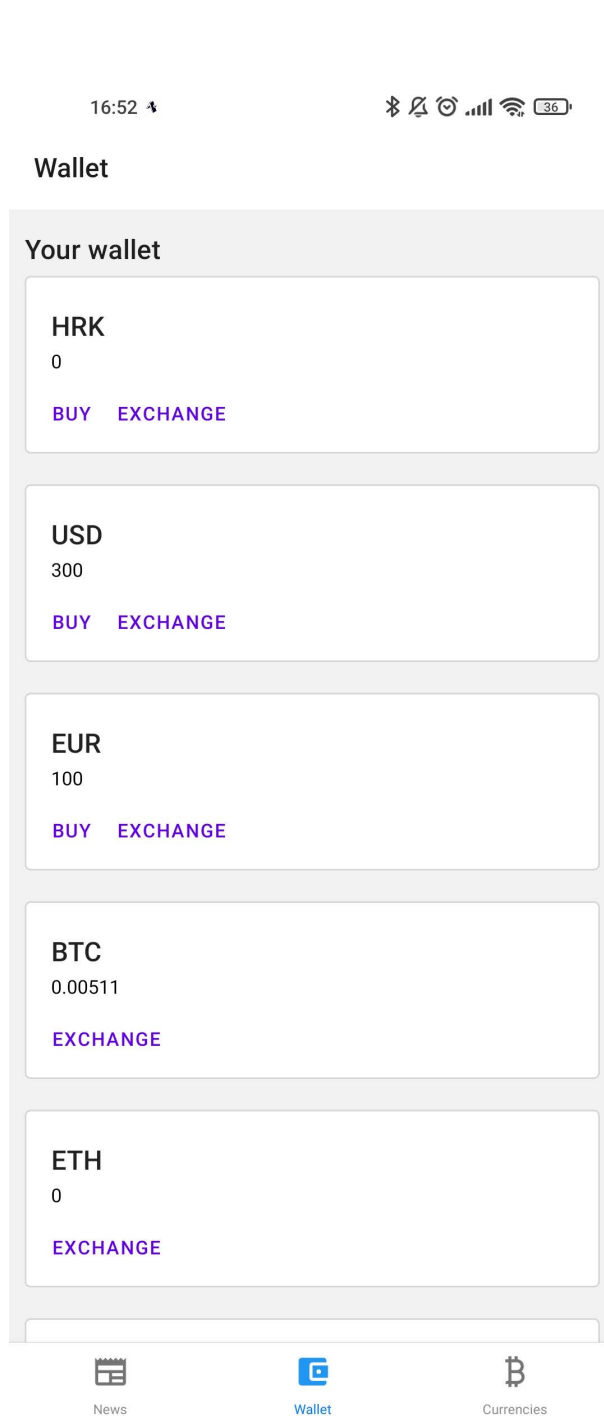 16:52
36
Wallet
Your wallet
HRK
0
BUY EXCHANGE
USD
300
BUY EXCHANGE
EUR
100
BUY EXCHANGE
BTC
0.00511
EXCHANGE
ETH
0
EXCHANGE
News Wallet Currencies